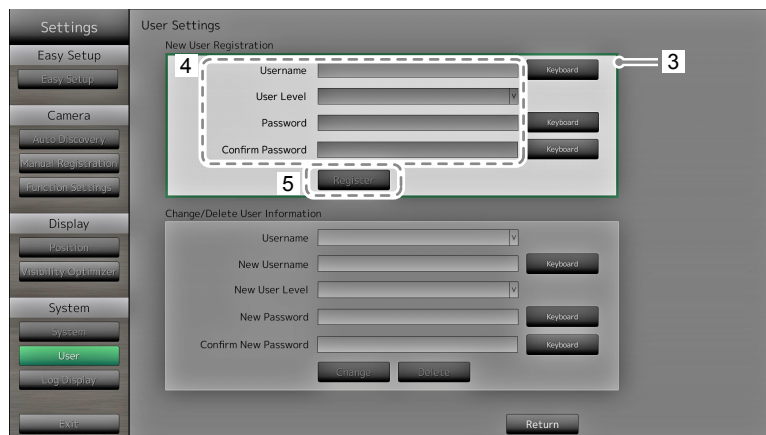 Settings
Easy Setup
Easy Setup
Camera
Auto Discovery
Manual Registration
Function Settings
Display
Position
Visibility Optimizer
System
System
User
Log Display
Exit
User Settings
New User Registration
3
4
Username
Keyboard
User Level
V
Password
Keyboard
Confirm Password
Keyboard
5
Register
Change/Delete User Information
Username
V
New Username
Keyboard
New User Level
V
New Password
Keyboard
Confirm New Password
Keyboard
Change
Delete
Return